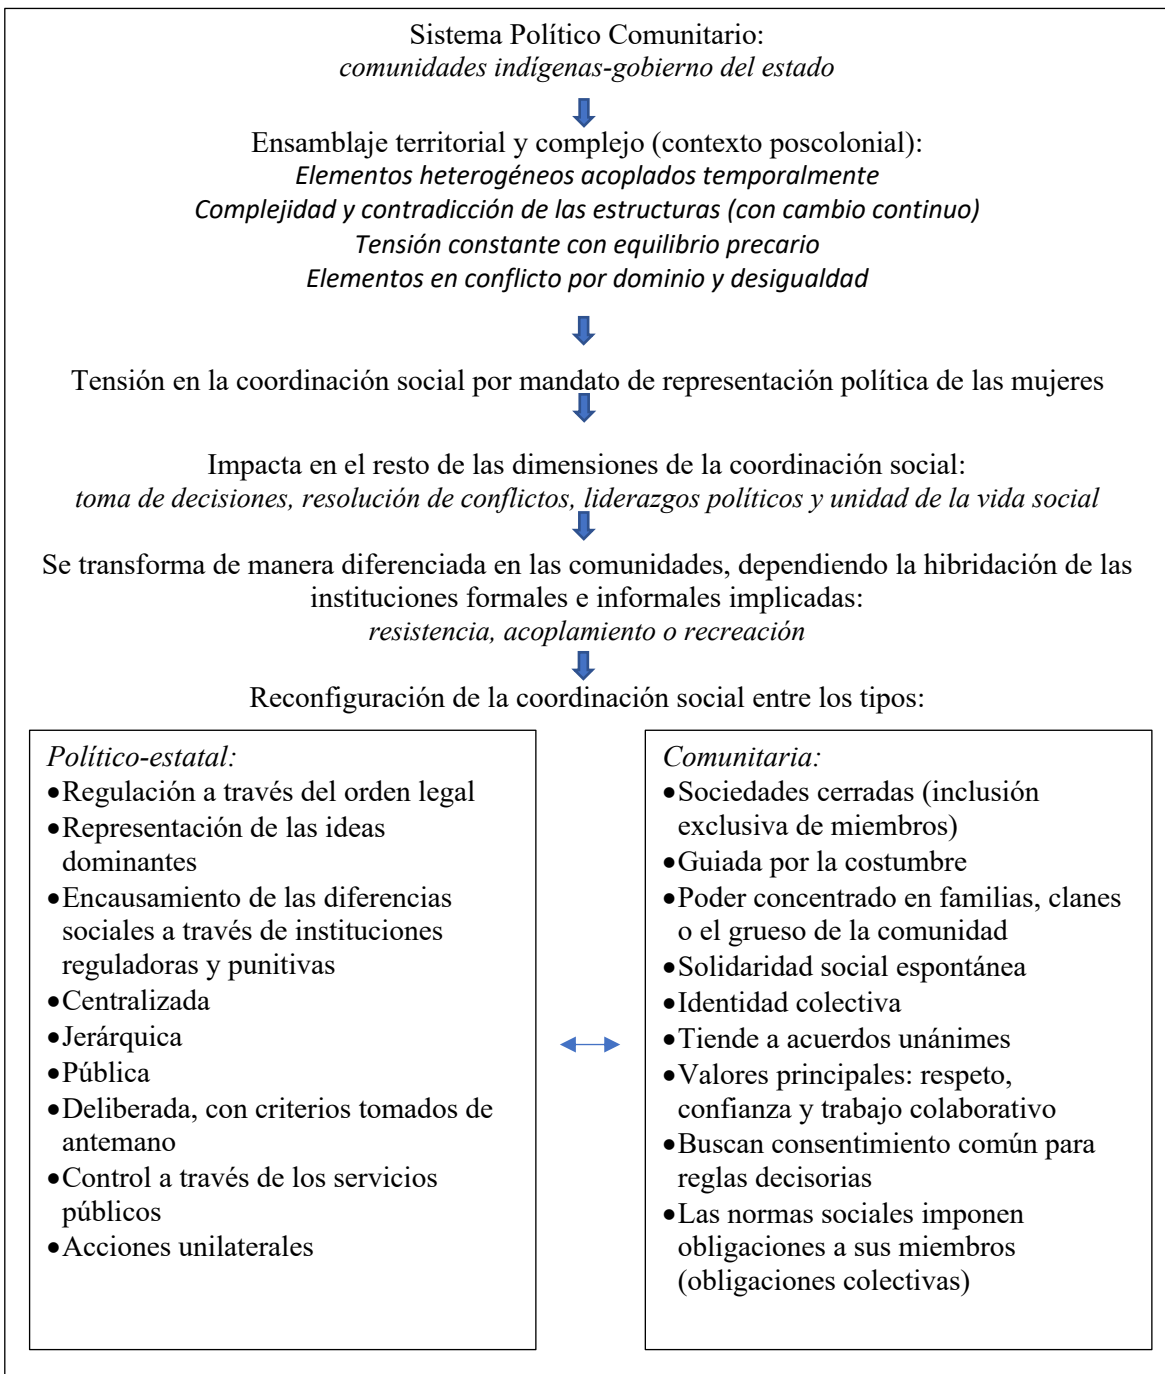 Sistema Político Comunitario:
comunidades indígenas-gobierno del estado
Ensamblaje territorial y complejo (contexto poscolonial):
Elementos heterogéneos acoplados temporalmente
Complejidad y contradicción de las estructuras (con cambio continuo)
Tensión constante con equilibrio precario
Elementos en conflicto por dominio y desigualdad
Tensión en la coordinación social por mandato de representación política de las mujeres
Impacta en el resto de las dimensiones de la coordinación social:
toma de decisiones, resolución de conflictos, liderazgos políticos y unidad de la vida social
Se transforma de manera diferenciada en las comunidades, dependiendo la hibridación de las
instituciones formales e informales implicadas:
resistencia, acoplamiento o recreación
Reconfiguración de la coordinación social entre los tipos:
Político-estatal:
•Regulación a través del orden legal
•Representación de las ideas
dominantes
•Encausamiento de las diferencias
sociales a través de instituciones
reguladoras y punitivas
•Centralizada
•Jerárquica
•Pública
•Deliberada, con criterios tomados de
antemano
•Control a través de los servicios
públicos
•Acciones unilaterales
Comunitaria:
•Sociedades cerradas (inclusión
exclusiva de miembros)
•Guiada por la costumbre
•Poder concentrado en familias, clanes
o el grueso de la comunidad
•Solidaridad social espontánea
•Identidad colectiva
•Tiende a acuerdos unánimes
•Valores principales: respeto,
confianza y trabajo colaborativo
•Buscan consentimiento común para
reglas decisorias
•Las normas sociales imponen
obligaciones a sus miembros
(obligaciones colectivas)